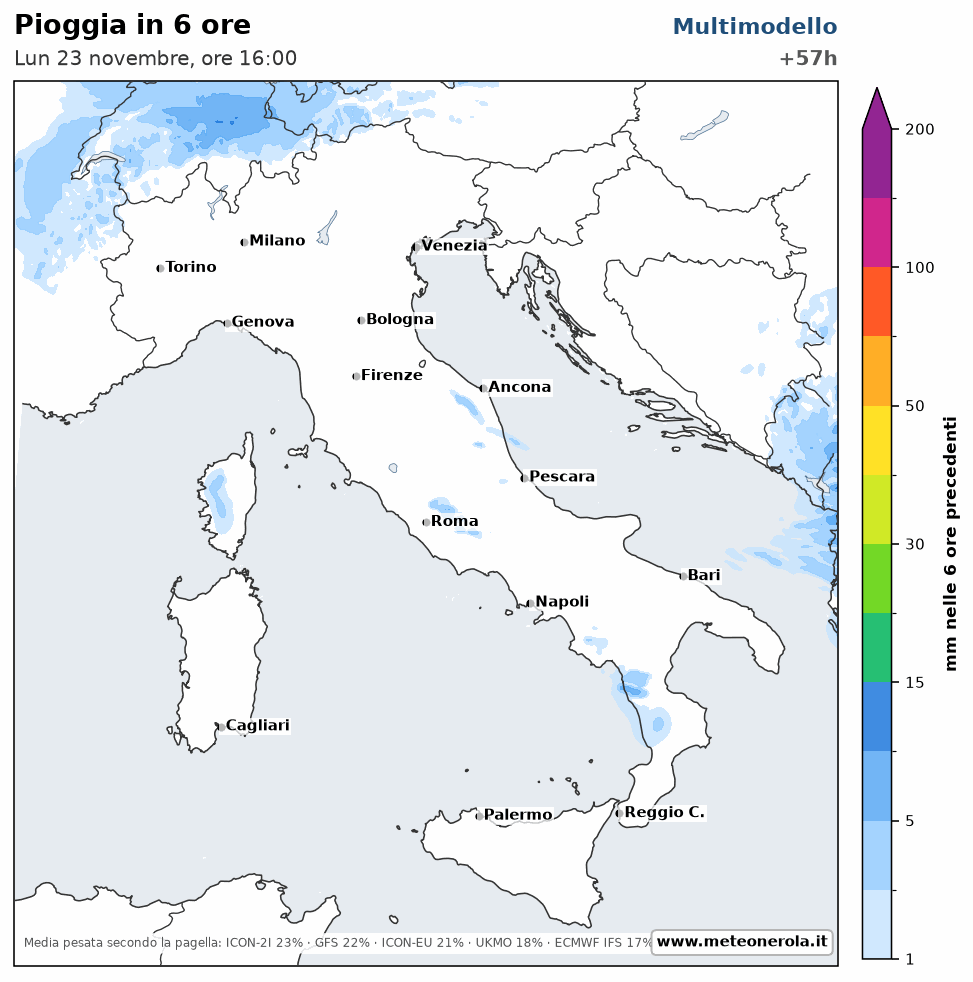 Pioggia in 6 ore
Multimodello
Lun 23 novembre, ore 16:00
+57h
200
100
50
30
15
5
1
mm nelle 6 ore precedenti
Milano
Venezia
Torino
Genova
Bologna
Firenze
Ancona
Pescara
Roma
Bari
Napoli
Cagliari
Palermo
Reggio C.
Media pesata secondo la pagella: ICON-2I 23% · GFS 22% · ICON-EU 21% · UKMO 18% · ECMWF IFS 17%
www.meteonerola.it